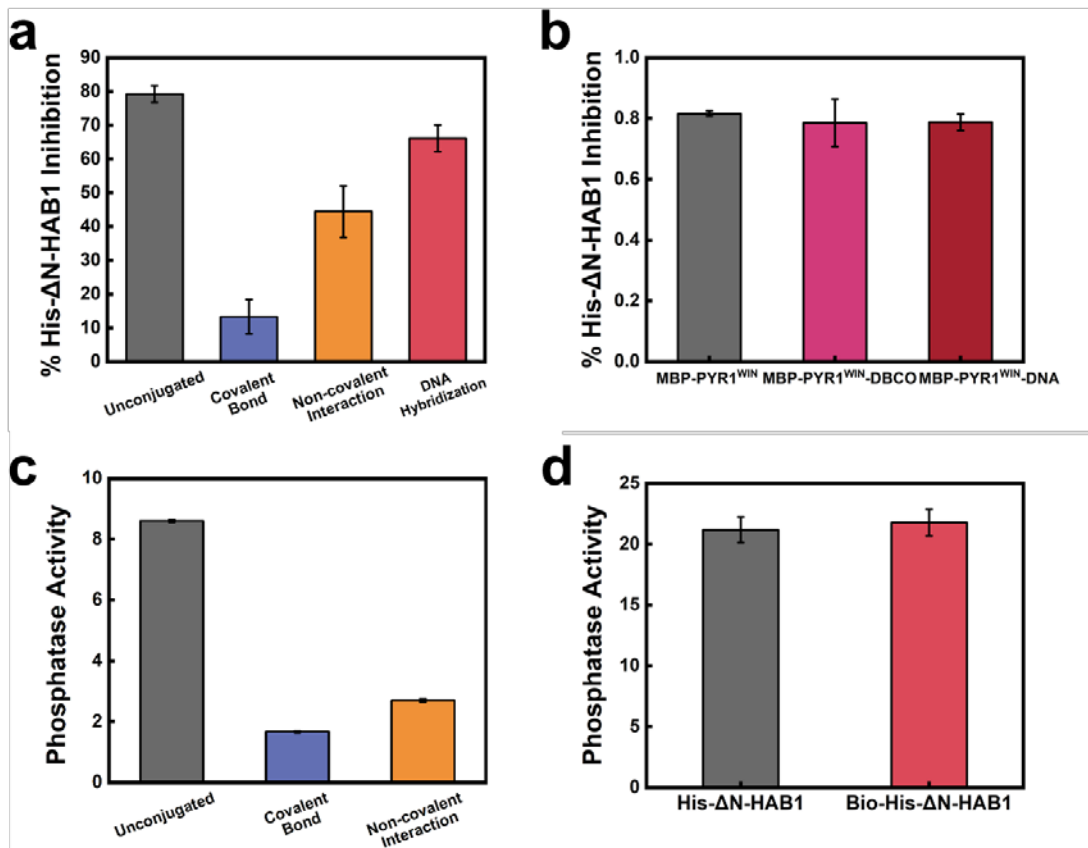 a
% His-ΔN-HAB1 Inihibition
90
80
70
60
50
40
30
20
10
0
Unconjugated
Covalent
Bond
Non-covalent
Interaction
DNA
Hybridization
b
% His-ΔN-HAB1 Inhibition
1.0
0.8
0.6
0.4
0.2
0.0
MBP-PYR1WIN MBP-PYR1WIN-DBCO MBP-PYR1WIN-DNA
c
Phosphatase Activity
10
8
6
4
2
0
Unconjugated
Covalent
Bond
Non-covalent
Interaction
d
Phosphatase Activity
25
20
15
10
5
0
His-ΔN-HAB1 Bio-His-ΔN-HAB1